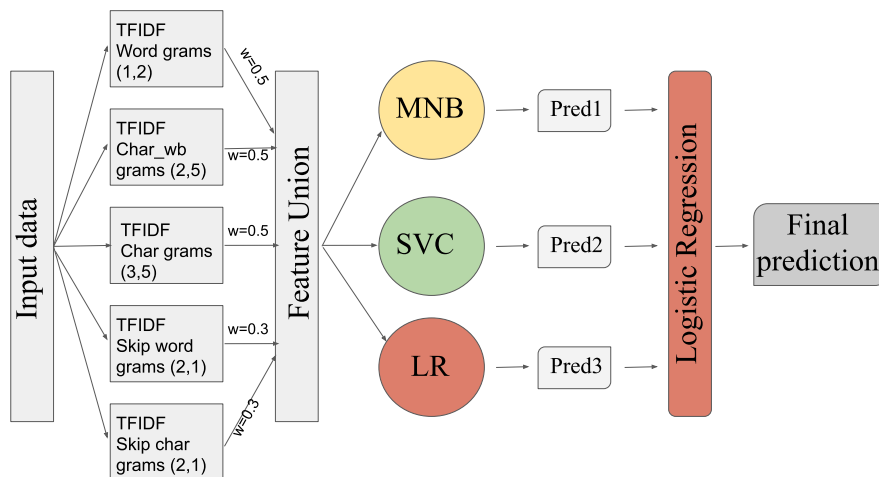 Input data
TFIDF
Word grams
(1,2)
TFIDF
Char_wb
grams (2,5)
TFIDF
Char grams
(3,5)
TFIDF
Skip word
grams (2,1)
TFIDF
Skip char
grams (2,1)
w=0.5
w=0.5
w=0.5
w=0.3
w=0.3
Feature Union
MNB
SVC
LR
Pred1
Pred2
Pred3
Logistic Regression
Final
prediction